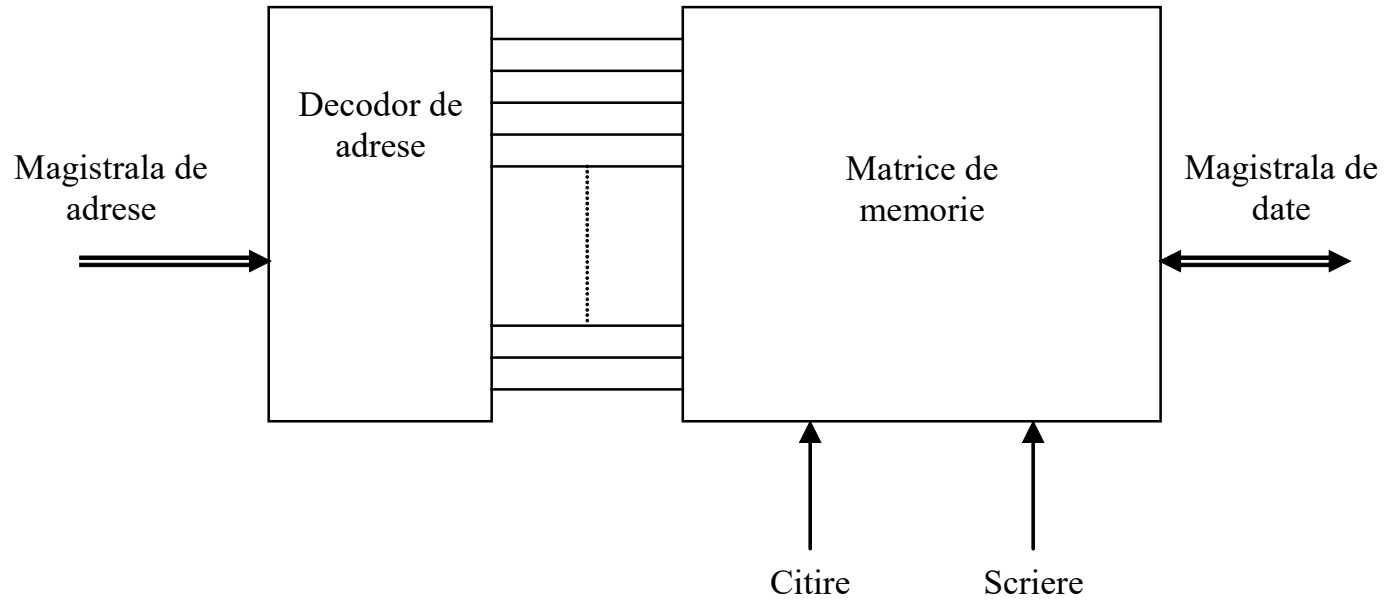 Decodor de
adrese
Magistrala de
adrese
Matrice de
memorie
Magistrala de
date
Citire
Scriere